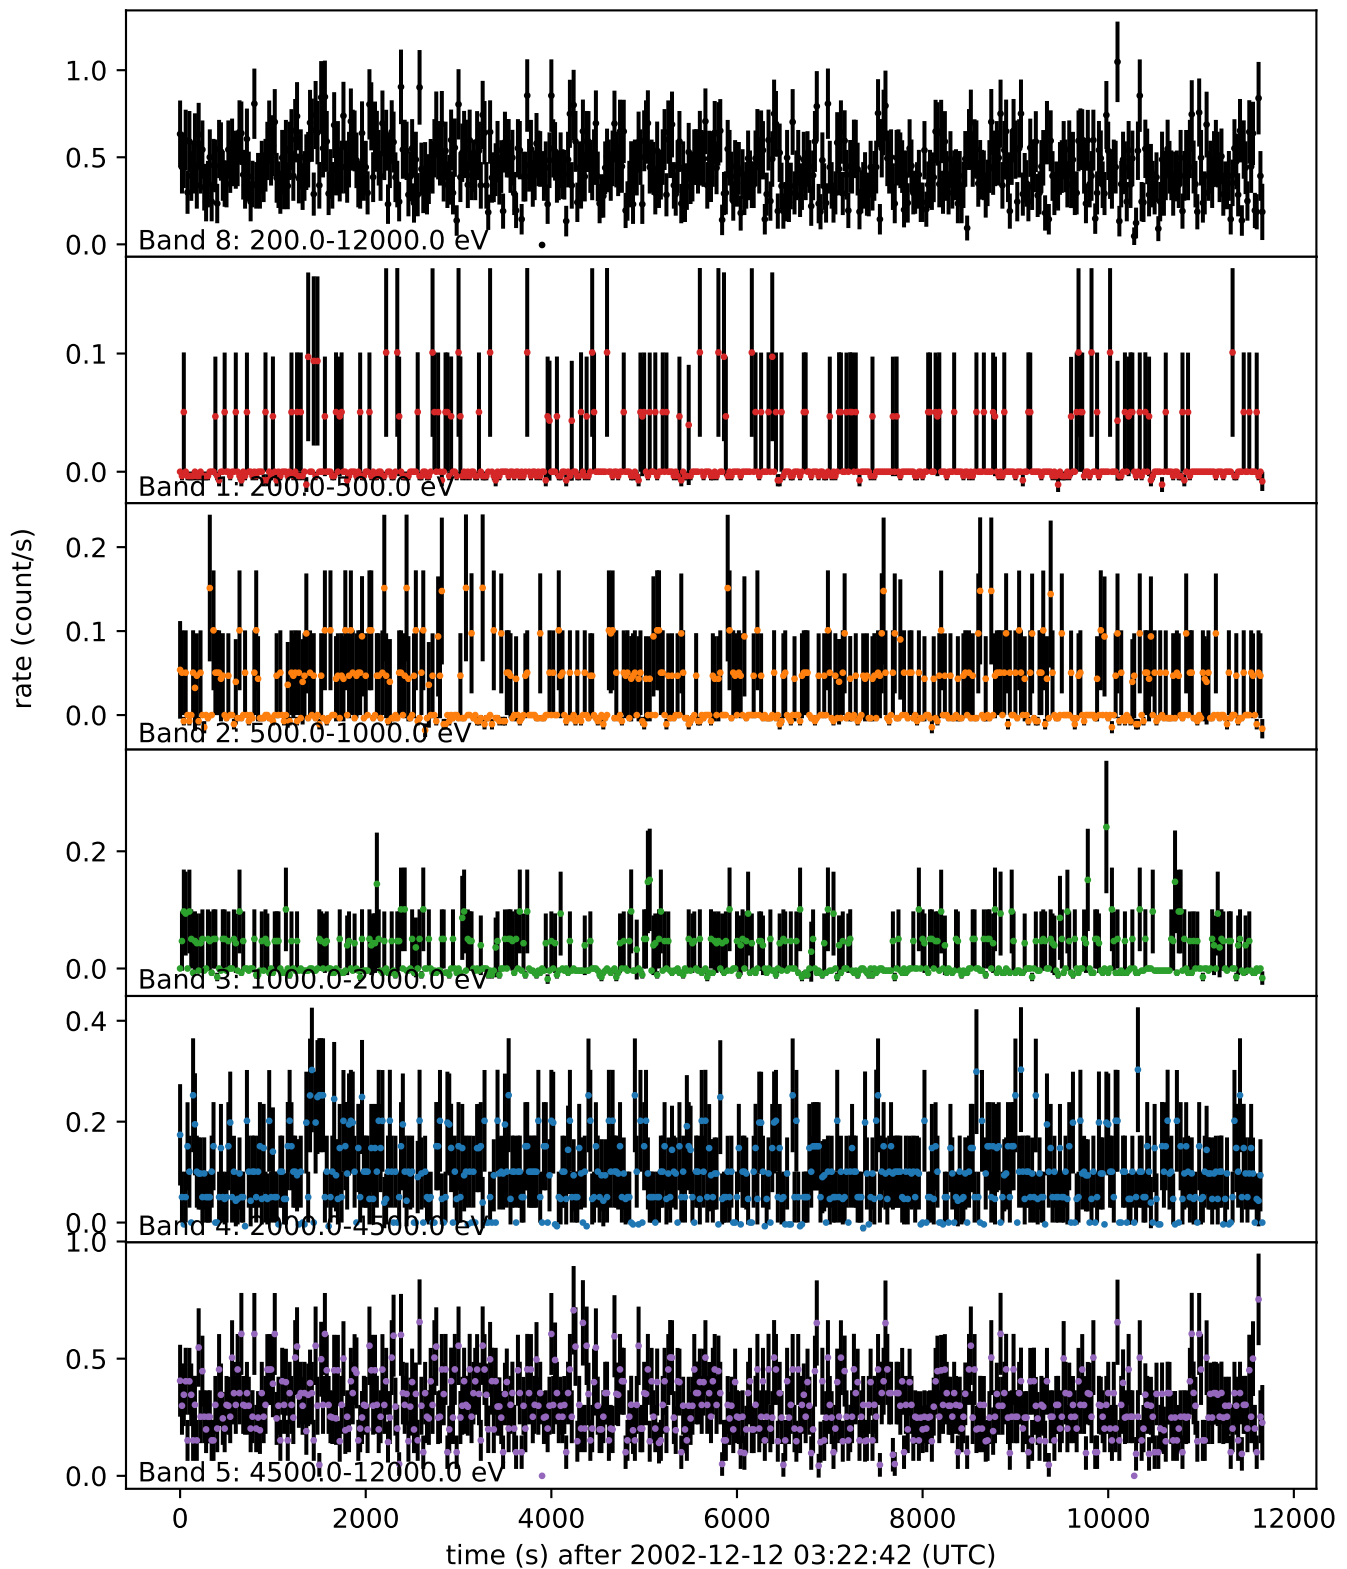 1.0
0.5
0.0
Band 8: 200.0-12000.0 eV
0.1
0.0
Band 1: 200.0-500.0 eV
0.2
0.1
0.0
Band 2: 500.0-1000.0 eV
rate (count/s)
0.2
0.0
Band 3: 1000.0-2000.0 eV
0.4
0.2
0.0
Band 4: 2000.0-4500.0 eV
1.0
0.5
0.0
Band 5: 4500.0-12000.0 eV
0 2000 4000 6000 8000 10000 12000
time (s) after 2002-12-12 03:22:42 (UTC)